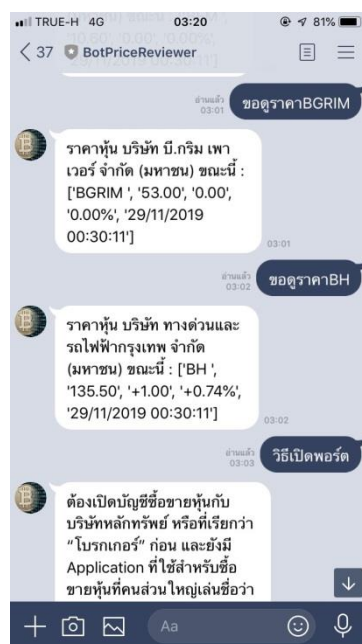 TRUE-H 4G 03:20 81%
37 BotPriceReviewer
'10.60', '0.00', '0.00%',
'29/11/2019 00:30:11']
อ่านแล้ว
03:01
ขอดูราคาBGRIM
ราคาหุ้น บริษัท บี.กริม เพา
เวอร์ จำกัด (มหาชน) ขณะนี้ :
['BGRIM ', '53.00', '0.00',
'0.00%', '29/11/2019
00:30:11']
03:01
อ่านแล้ว
03:02
ขอดูราคาBH
ราคาหุ้น บริษัท ทางด่วนและ
รถไฟฟ้ากรุงเทพ จำกัด
(มหาชน) ขณะนี้ : ['BH ',
'135.50', '+1.00', '+0.74%',
'29/11/2019 00:30:11']
03:02
อ่านแล้ว
03:03
วิธีเปิดพอร์ต
ต้องเปิดบัญชีซื้อขายหุ้นกับ
บริษัทหลักทรัพย์ หรือที่เรียกว่า
“โบรกเกอร์” ก่อน และยังมี
Application ที่ใช้สำหรับซื้อ
ขายหุ้นที่คนส่วนใหญ่เล่นชื่อว่า
Aa